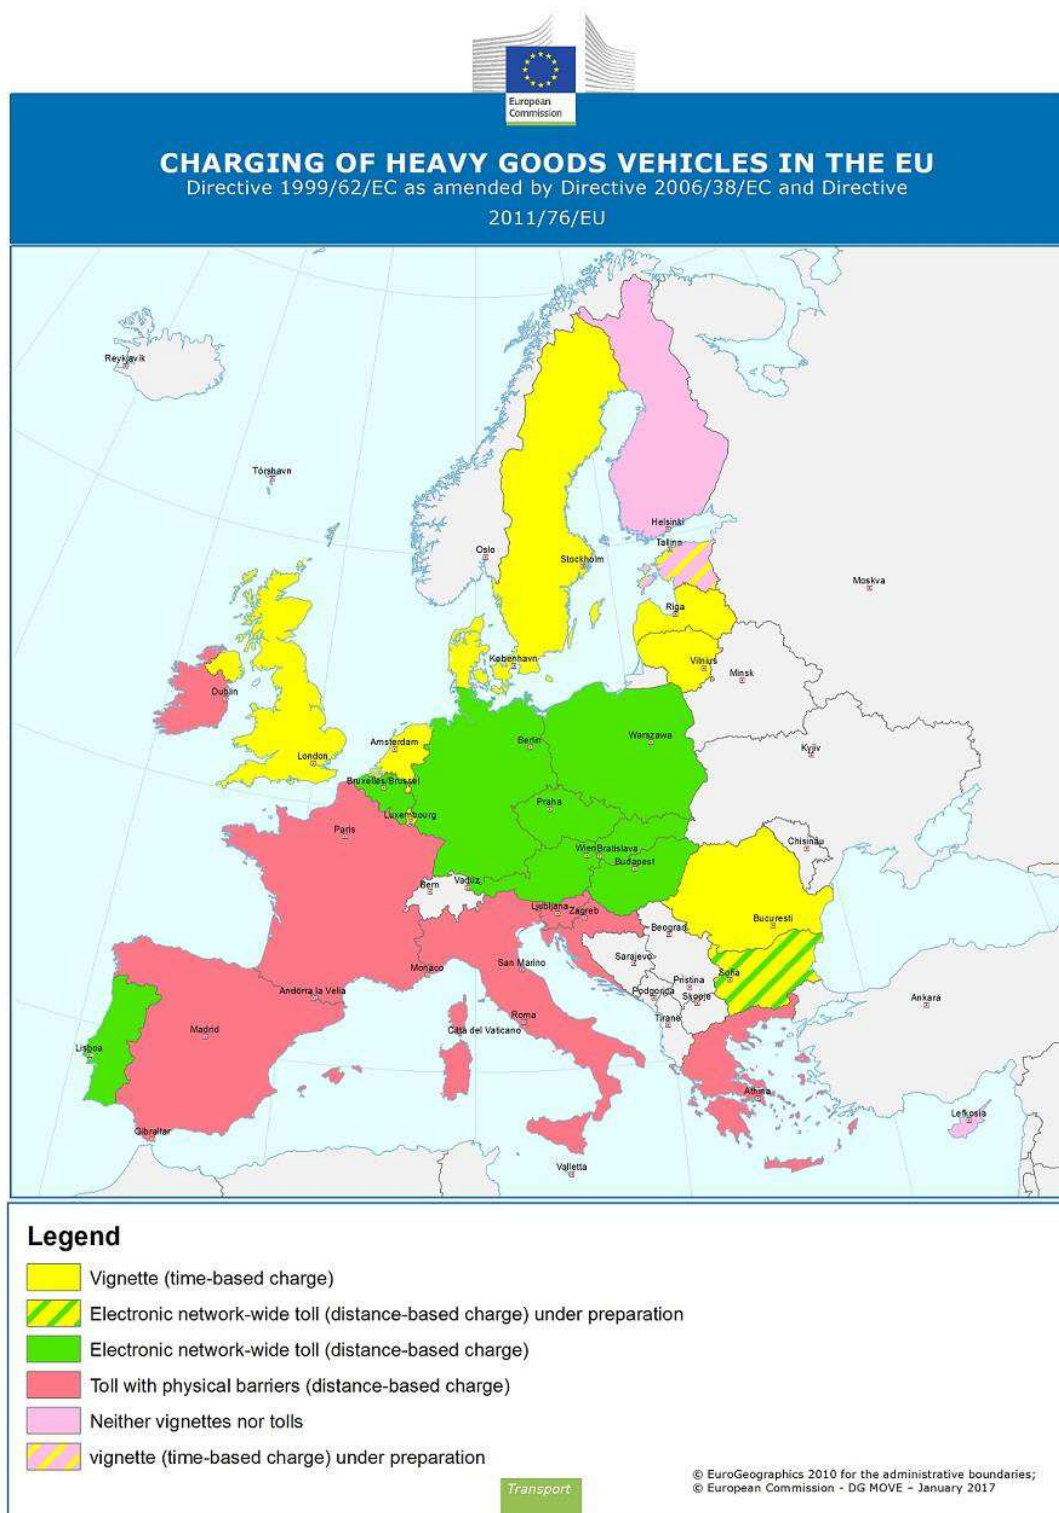 European
Commission
CHARGING OF HEAVY GOODS VEHICLES IN THE EU
Directive 1999/62/EC as amended by Directive 2006/38/EC and Directive
2011/76/EU
Reykjavik
Tórshavn
Helsinki
Tallinn
Oslo
Stockholm
Moskva
Riga
København
Vilnius
Minsk
Dublin
Amsterdam
Berlin
Warszawa
London
Kyjiv
Bruxelles/Brussel
Praha
Luxembourg
Paris
Chisinau
Wien
Bratislava
Budapest
Bern
Vaduz
Ljubljana
Zagreb
Bucuresti
Beograd
Sarajevo
San Marino
Monaco
Sofia
Pristina
Andorra la Vella
Podgorica
Skopje
Ankara
Roma
Tiranë
Città del Vaticano
Madrid
Lisboa
Athina
Lefkosia
Gibraltar
Valletta
Legend
Vignette (time-based charge)
Electronic network-wide toll (distance-based charge) under preparation
Electronic network-wide toll (distance-based charge)
Toll with physical barriers (distance-based charge)
Neither vignettes nor tolls
vignette (time-based charge) under preparation
Transport
© EuroGeographics 2010 for the administrative boundaries;
© European Commission - DG MOVE – January 2017